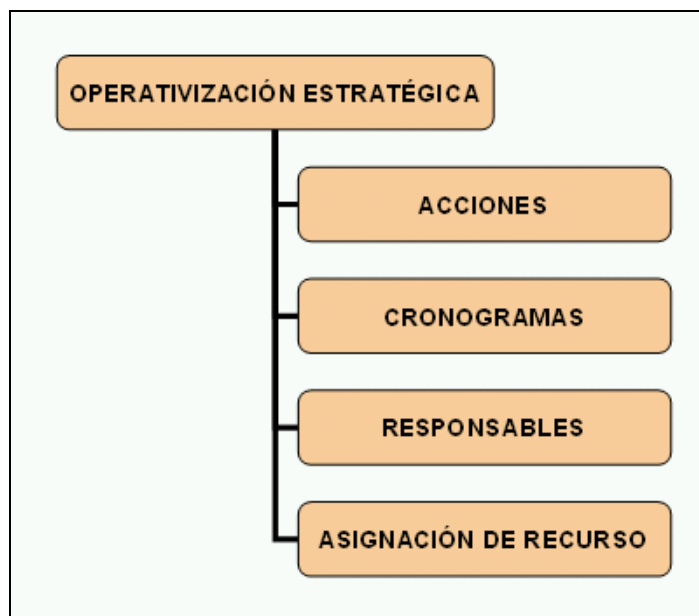 OPERATIVIZACIÓN ESTRATÉGICA
ACCIONES
CRONOGRAMAS
RESPONSABLES
ASIGNACIÓN DE RECURSO